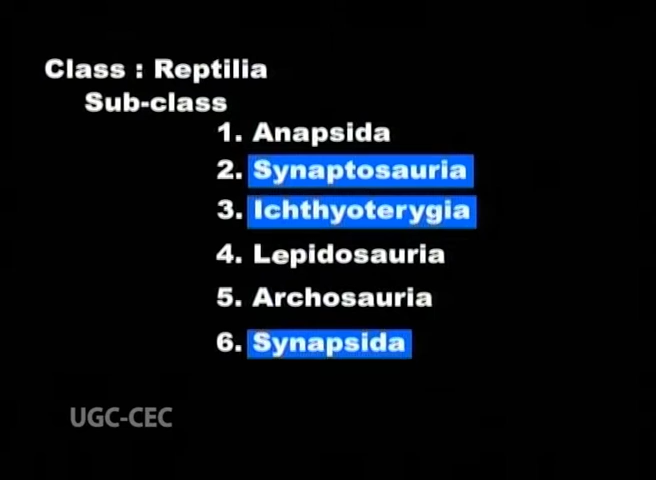 Class : Reptilia
Sub-class
1. Anapsida
2. Synaptosauria
3. Ichthyoterygia
4. Lepidosauria
5. Archosauria
6. Synapsida
UGC-CEC